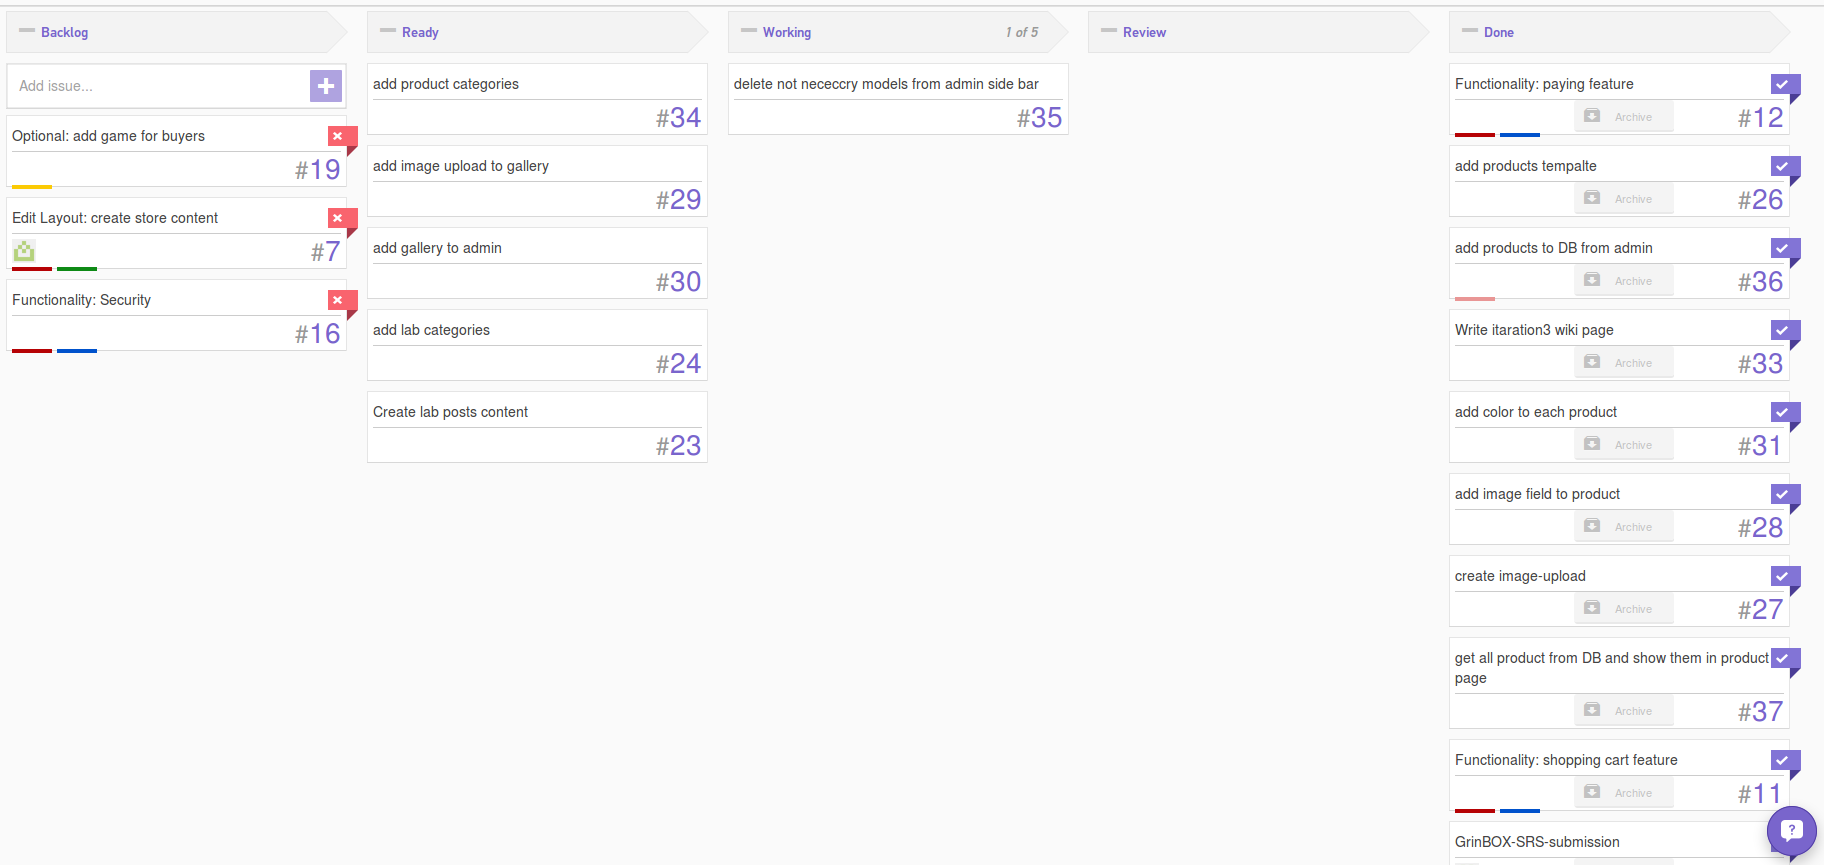 Backlog
Add issue...
Optional: add game for buyers
#19
Edit Layout: create store content
#7
Functionality: Security
#16
Ready
add product categories
#34
add image upload to gallery
#29
add gallery to admin
#30
add lab categories
#24
Create lab posts content
#23
Working
1 of 5
delete not nececcry models from admin side bar
#35
Review
Done
Functionality: paying feature
Archive
#12
add products tempalte
Archive
#26
add products to DB from admin
Archive
#36
Write itaration3 wiki page
Archive
#33
add color to each product
Archive
#31
add image field to product
Archive
#28
create image-upload
Archive
#27
get all product from DB and show them in product
page
Archive
#37
Functionality: shopping cart feature
Archive
#11
GrinBOX-SRS-submission